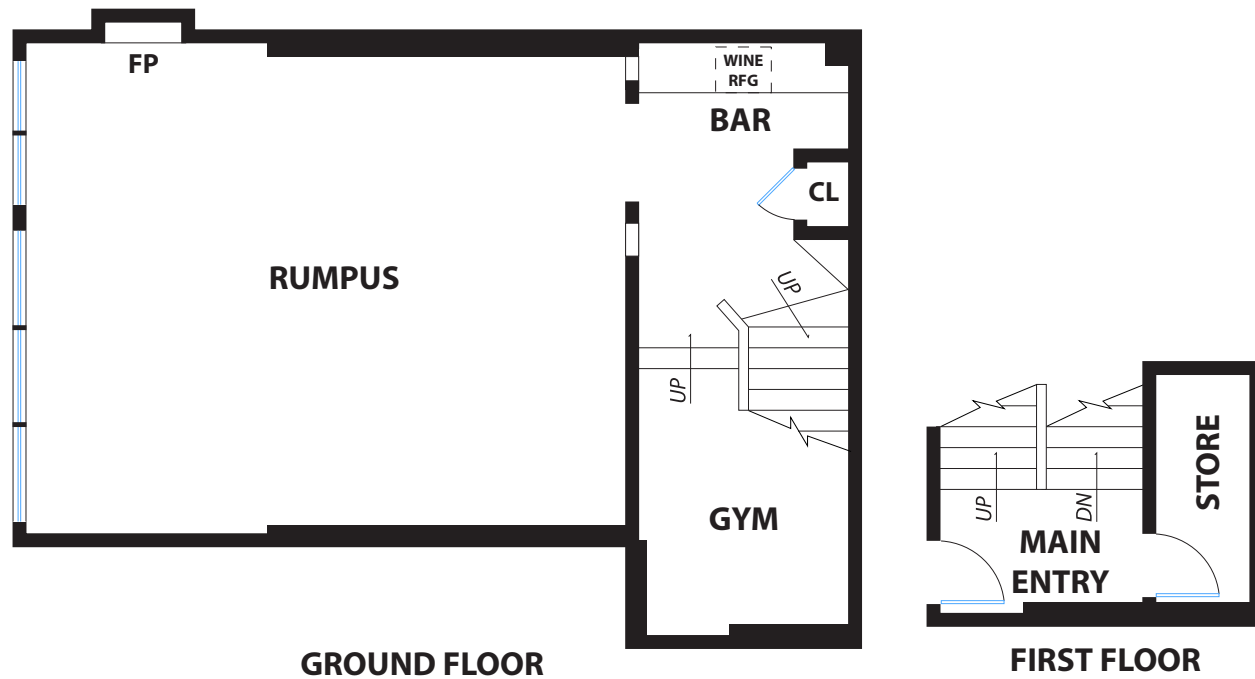 FP
WINE
RFG
BAR
CL
RUMPUS
UP
UP
GYM
GROUND FLOOR
STORE
UP
DN
MAIN
ENTRY
FIRST FLOOR